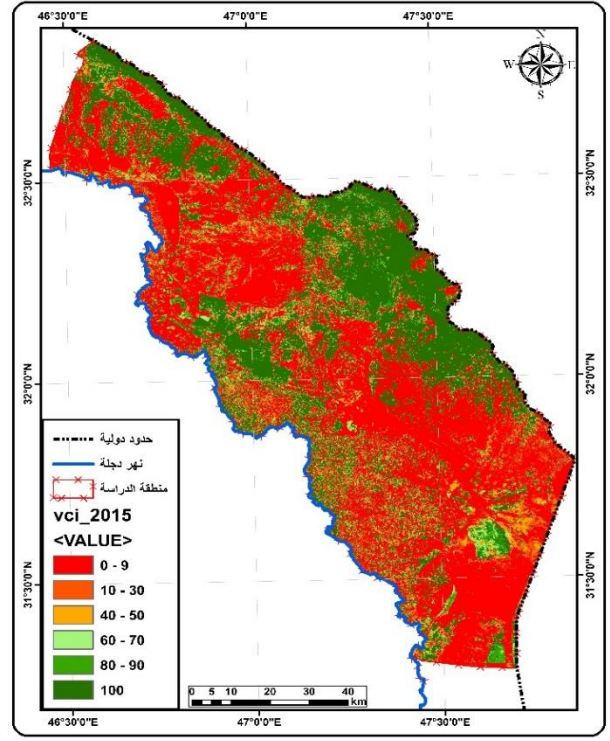 46°30'0"E 47°0'0"E 47°30'0"E
N
W E
S
32°30'0"N 32°30'0"N
32°0'0"N 32°0'0"N
31°30'0"N 31°30'0"N
حدود دولية
نهر دجلة
منطقة الدراسة
vci_2015
<VALUE>
0 - 9
10 - 30
40 - 50
60 - 70
80 - 90
100
0 5 10 20 30 40
km
46°30'0"E 47°0'0"E 47°30'0"E